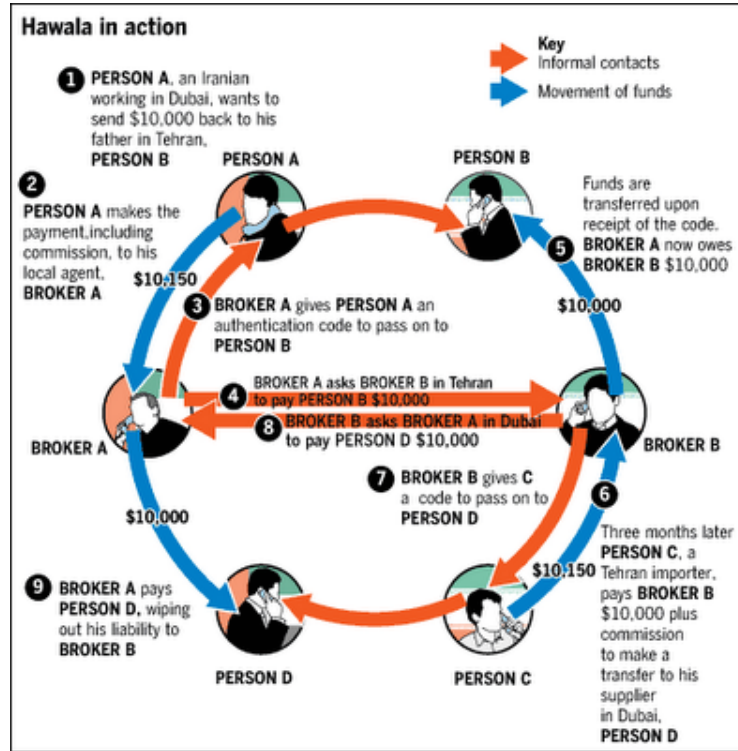 Hawala in action
Key
Informal contacts
Movement of funds
1 PERSON A, an Iranian
working in Dubai, wants to
send $10,000 back to his
father in Tehran,
PERSON B
PERSON A
PERSON B
2
PERSON A makes the
payment,including
commission, to his
local agent,
BROKER A
$10,150
3 BROKER A gives PERSON A an
authentication code to pass on to
PERSON B
4 BROKER A asks BROKER B in Tehran
to pay PERSON B $10,000
Funds are
transferred upon
receipt of the code.
5 BROKER A now owes
BROKER B $10,000
$10,000
8 BROKER B asks BROKER A in Dubai
to pay PERSON D $10,000
BROKER A
BROKER B
7 BROKER B gives C
a code to pass on to
PERSON D
6
Three months later
PERSON C, a
Tehran importer,
pays BROKER B
$10,000 plus
commission
to make a
transfer to his
supplier
in Dubai,
PERSON D
$10,150
$10,000
9 BROKER A pays
PERSON D, wiping
out his liability to
BROKER B
PERSON D
PERSON C